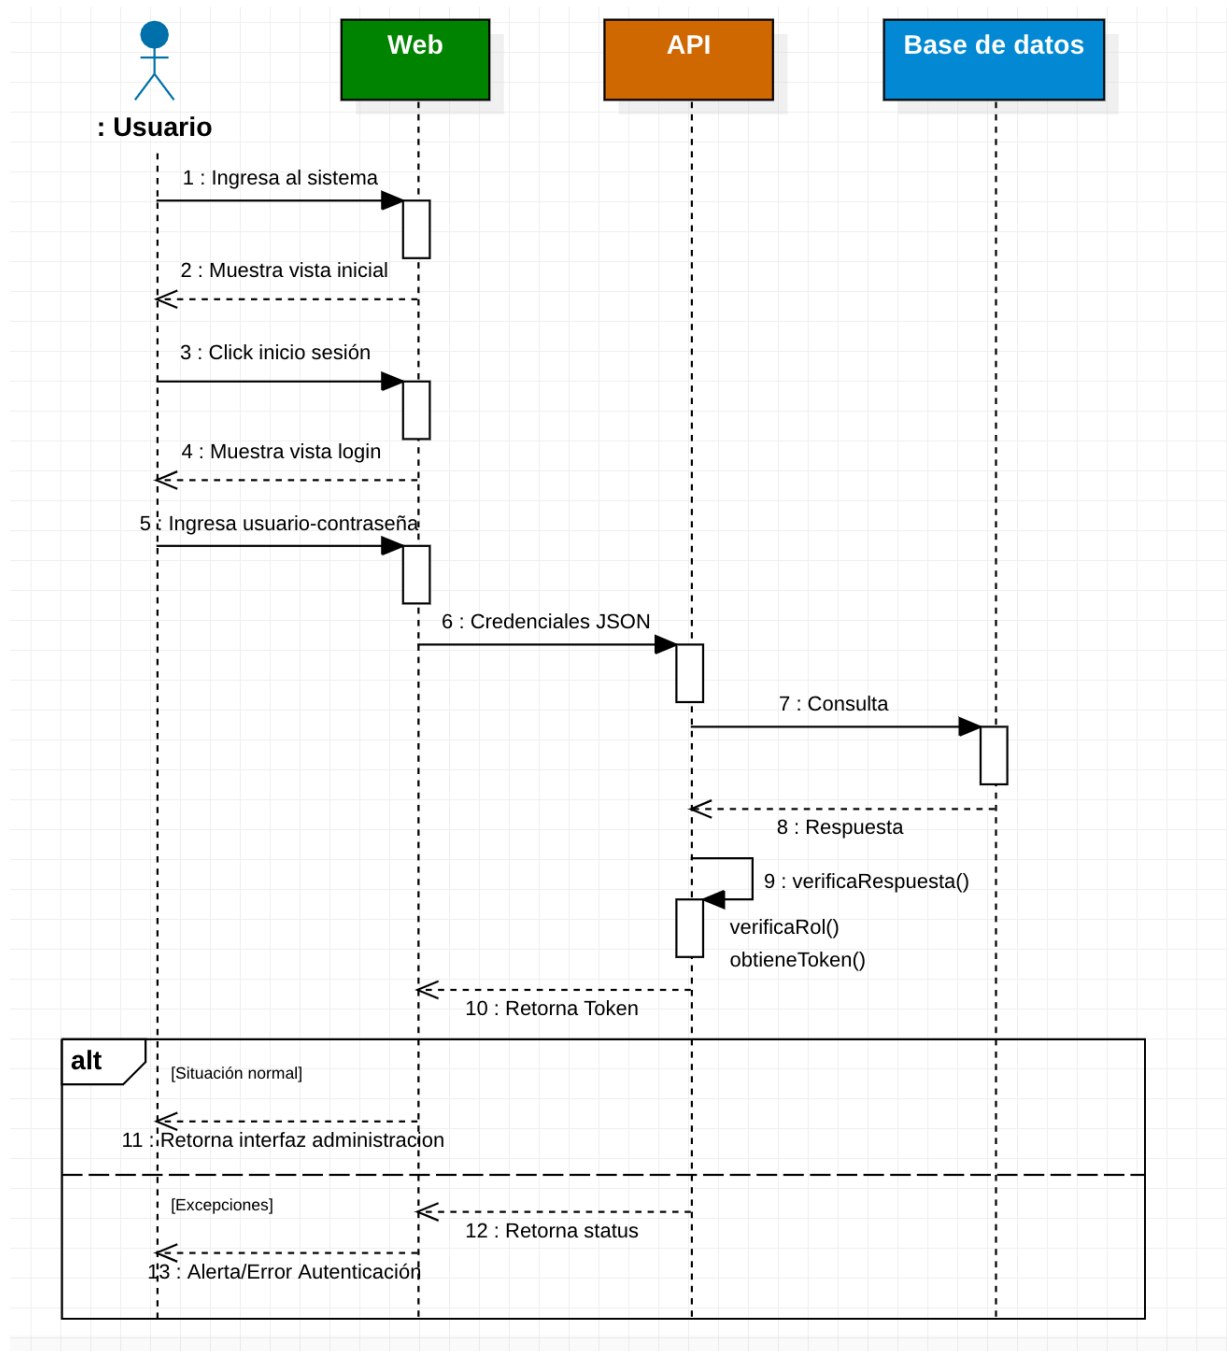 Web
API
Base de datos
: Usuario
1 : Ingresa al sistema
2 : Muestra vista inicial
3 : Click inicio sesión
4 : Muestra vista login
5 : Ingresa usuario-contraseña
6 : Credenciales JSON
7 : Consulta
8 : Respuesta
9 : verificaRespuesta()
verificaRol()
obtieneToken()
10 : Retorna Token
alt
[Situación normal]
11 : Retorna interfaz administracion
[Excepciones]
12 : Retorna status
13 : Alerta/Error Autenticación